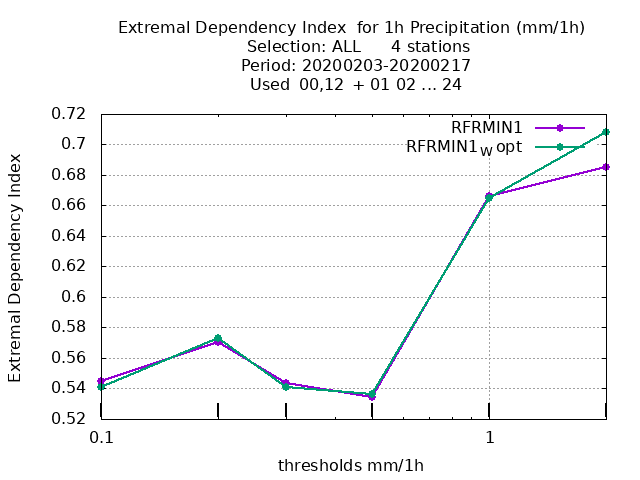 Extremal Dependency Index  for 1h Precipitation (mm/1h)
Selection: ALL      4 stations
Period: 20200203-20200217
Used  00,12  + 01 02 ... 24
RFRMIN1
RFRMIN1W opt
0.72
0.7
0.68
0.66
0.64
0.62
0.6
0.58
0.56
0.54
0.52
Extremal Dependency Index
0.1 1
thresholds mm/1h